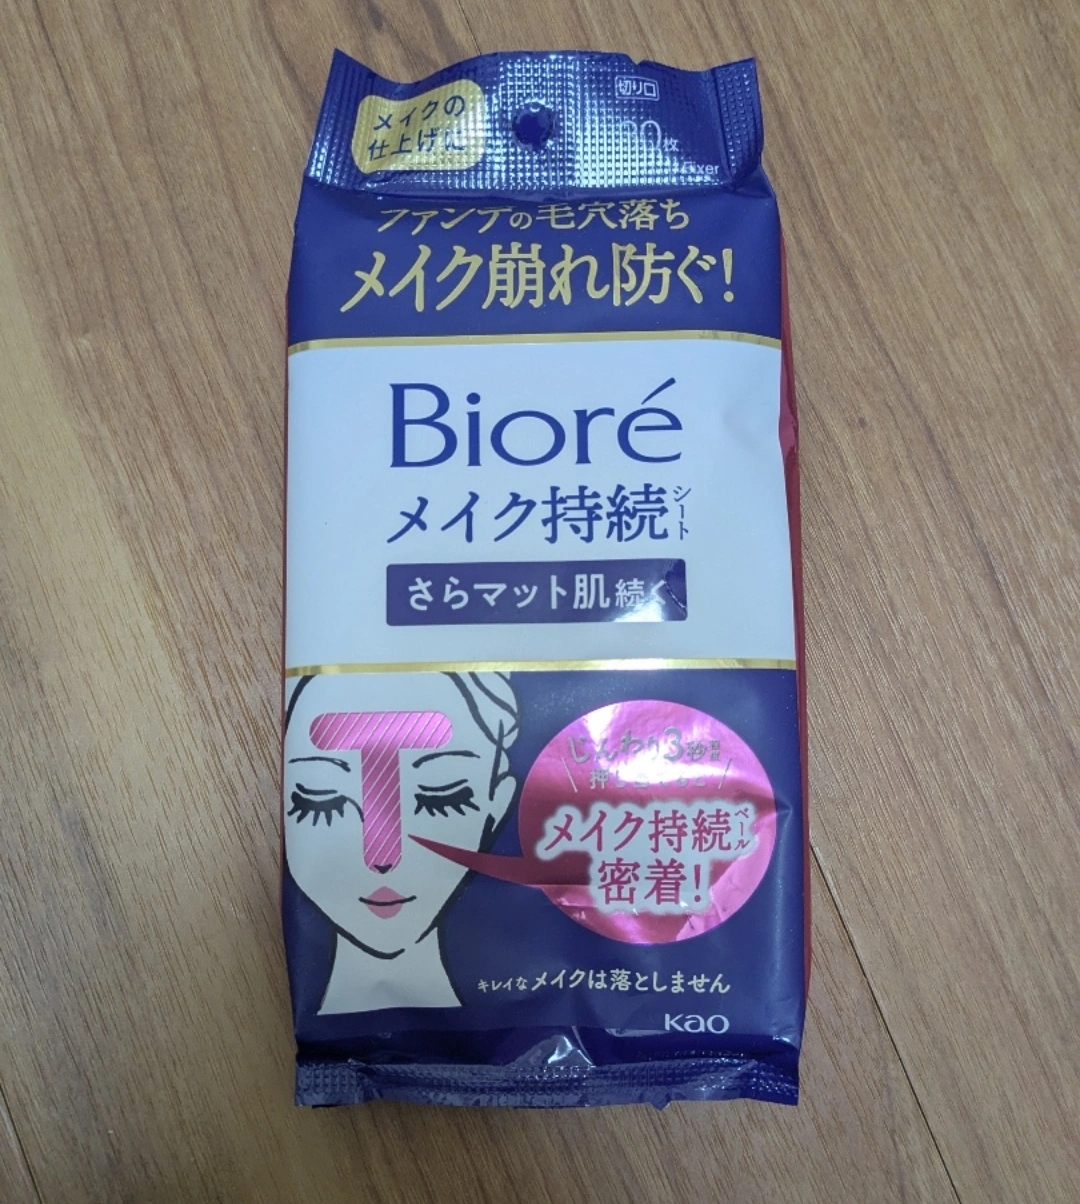 メイクの
仕上げに
切り口
枚
ファンデの毛穴落ち
メイク崩れ防ぐ!
Bioré
メイク持続シート
さらマット肌続く
じんわり3秒
メイク持続ベール
密着!
キレイなメイクは落としません
Kao